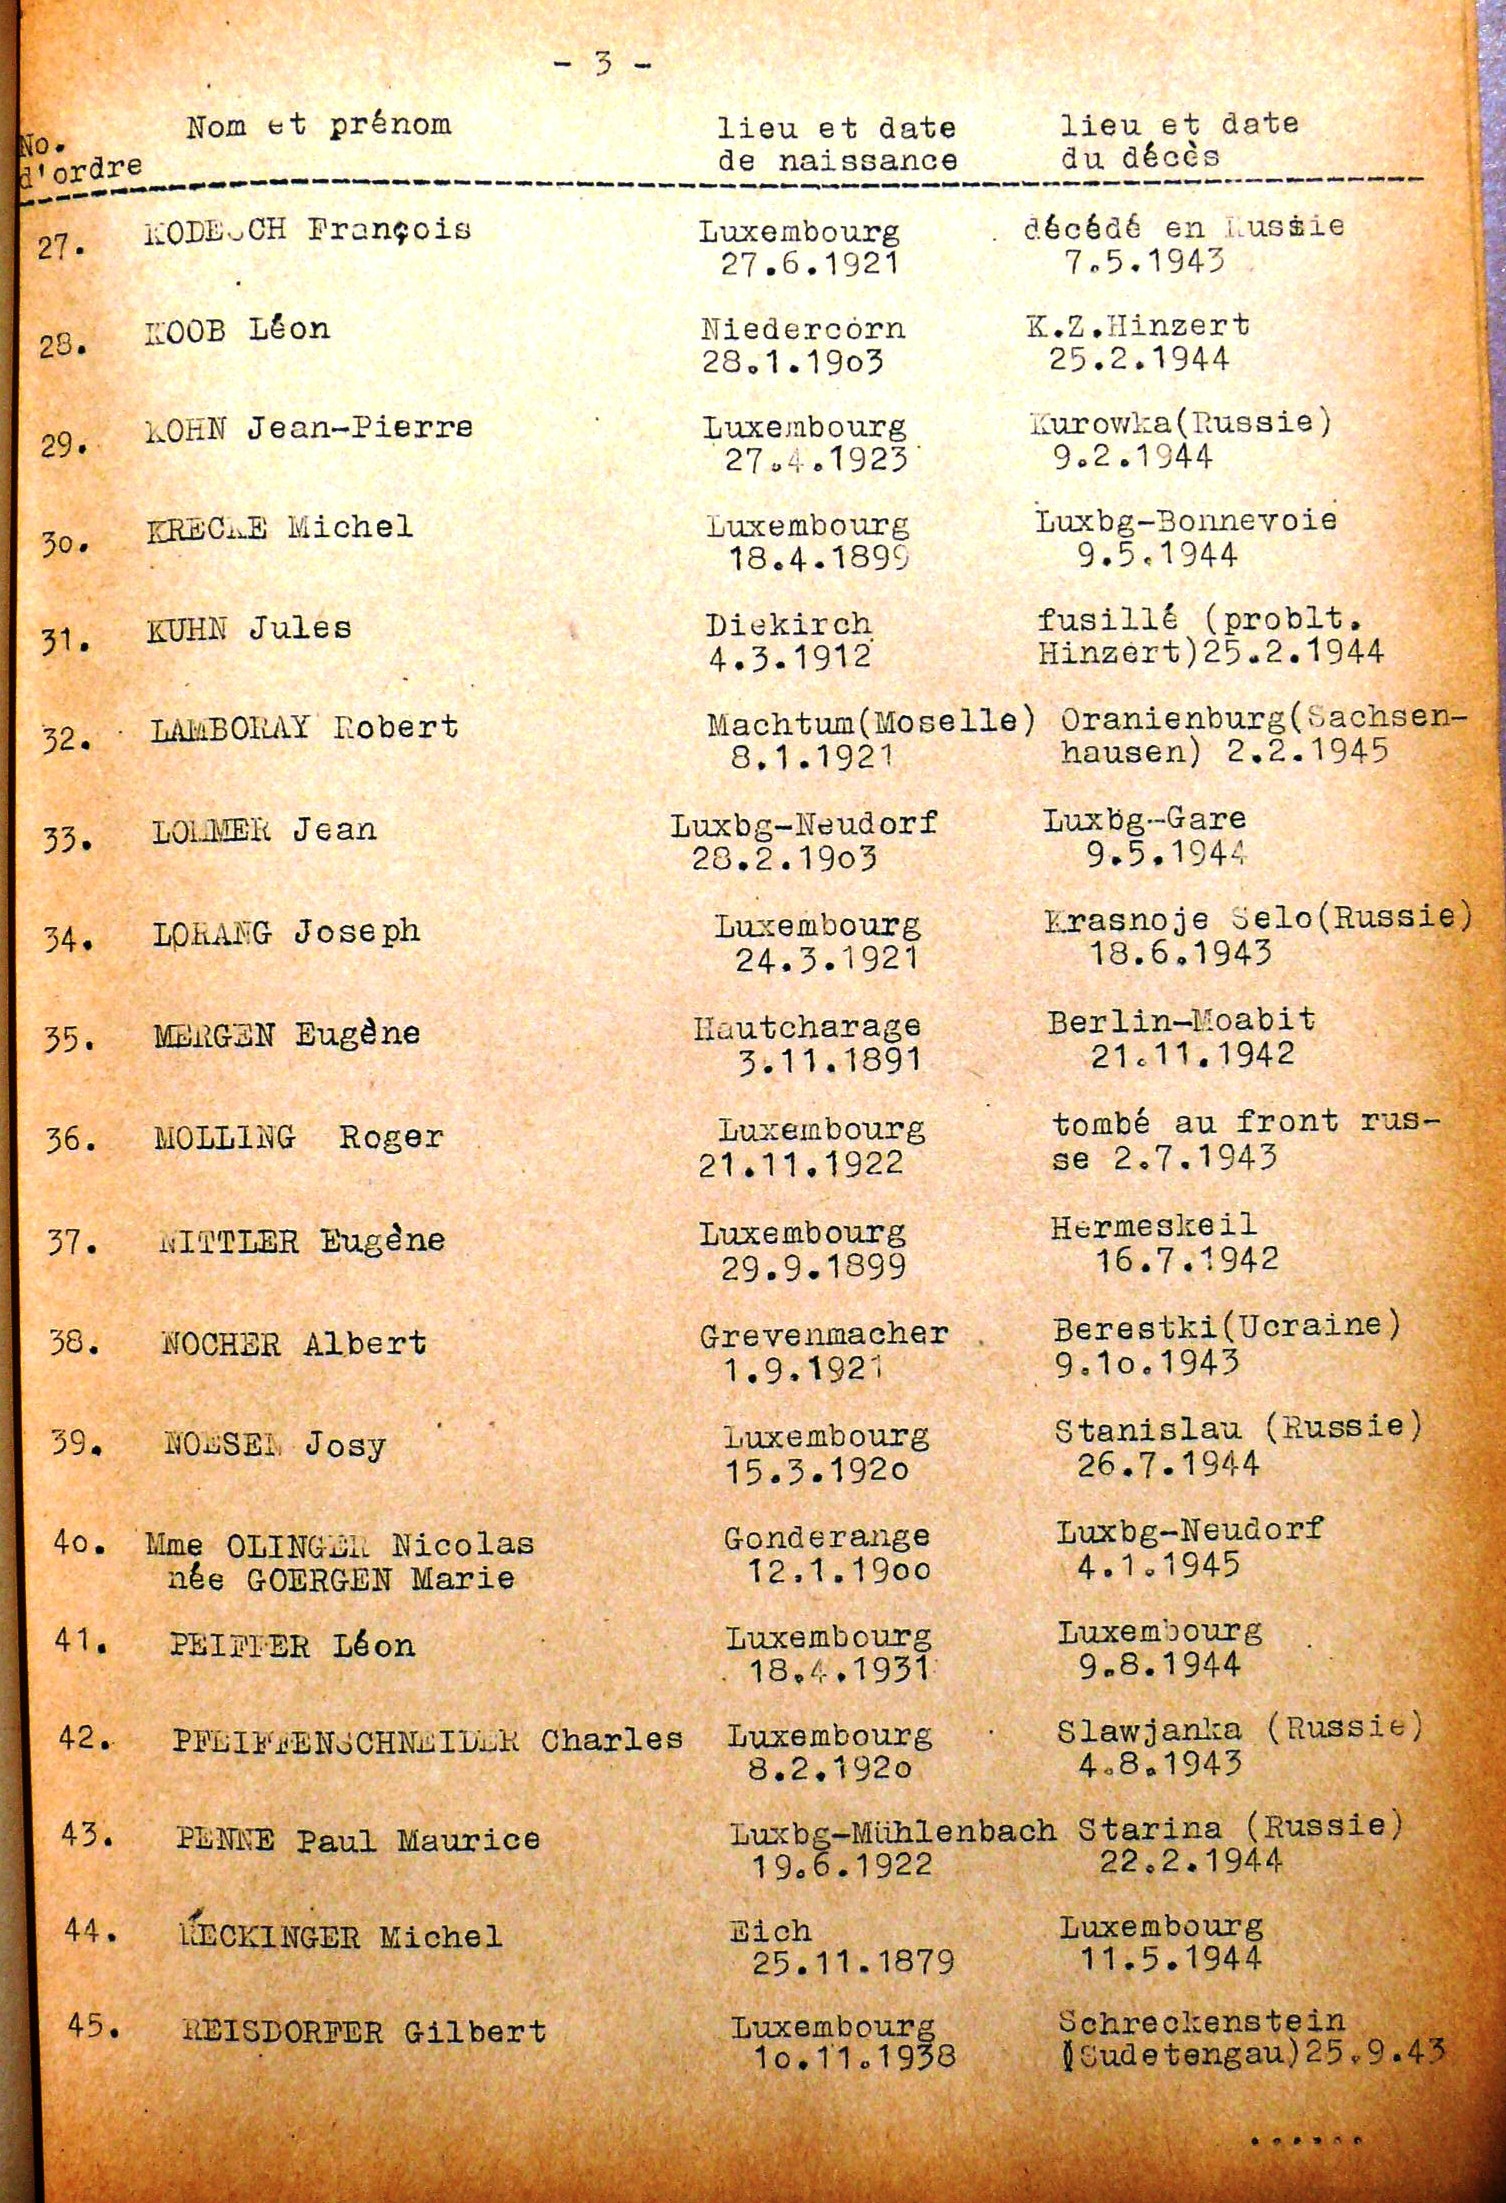 - 3 -
No. Nom et prénom lieu et date lieu et date
d'ordre de naissance du décès
27. KODESCH François Luxembourg décédé en Russie
27.6.1921 7.5.1943
28. KOOB Léon Niedercorn K.Z.Hinzert
28.1.19o3 25.2.1944
29. KOHN Jean-Pierre Luxembourg Kurowka(Russie)
27.4.1923 9.2.1944
3o. KRECKE Michel Luxembourg Luxbg-Bonnevoie
18.4.1899 9.5.1944
31. KUHN Jules Diekirch fusillé (problt.
4.3.1912 Hinzert)25.2.1944
32. LAMBORAY Robert Machtum(Moselle) Oranienburg(Sachsen-
8.1.1921 hausen) 2.2.1945
33. LOMMER Jean Luxbg-Neudorf Luxbg-Gare
28.2.19o3 9.5.1944
34. LORANG Joseph Luxembourg Krasnoje Selo(Russie)
24.3.1921 18.6.1943
35. MERGEN Eugène Hautcharage Berlin-Moabit
3.11.1891 21.11.1942
36. MOLLING Roger Luxembourg tombé au front rus-
21.11.1922 se 2.7.1943
37. NITTLER Eugène Luxembourg Hermeskeil
29.9.1899 16.7.1942
38. NOCHER Albert Grevenmacher Berestki(Ucraine)
1.9.1921 9.1o.1943
39. NOESEN Josy Luxembourg Stanislau (Russie)
15.3.192o 26.7.1944
4o. Mme OLINGER Nicolas Gonderange Luxbg-Neudorf
née GOERGEN Marie 12.1.19oo 4.1.1945
41. PEIFFER Léon Luxembourg Luxembourg
18.4.1931 9.8.1944
42. PFEIFFENSCHNEIDER Charles Luxembourg Slawjanka (Russie)
8.2.192o 4.8.1943
43. PENNE Paul Maurice Luxbg-Mühlenbach Starina (Russie)
19.6.1922 22.2.1944
44. RECKINGER Michel Eich Luxembourg
25.11.1879 11.5.1944
45. REISDORFER Gilbert Luxembourg Schreckenstein
1o.11.1938 (Sudetengau)25.9.43
......